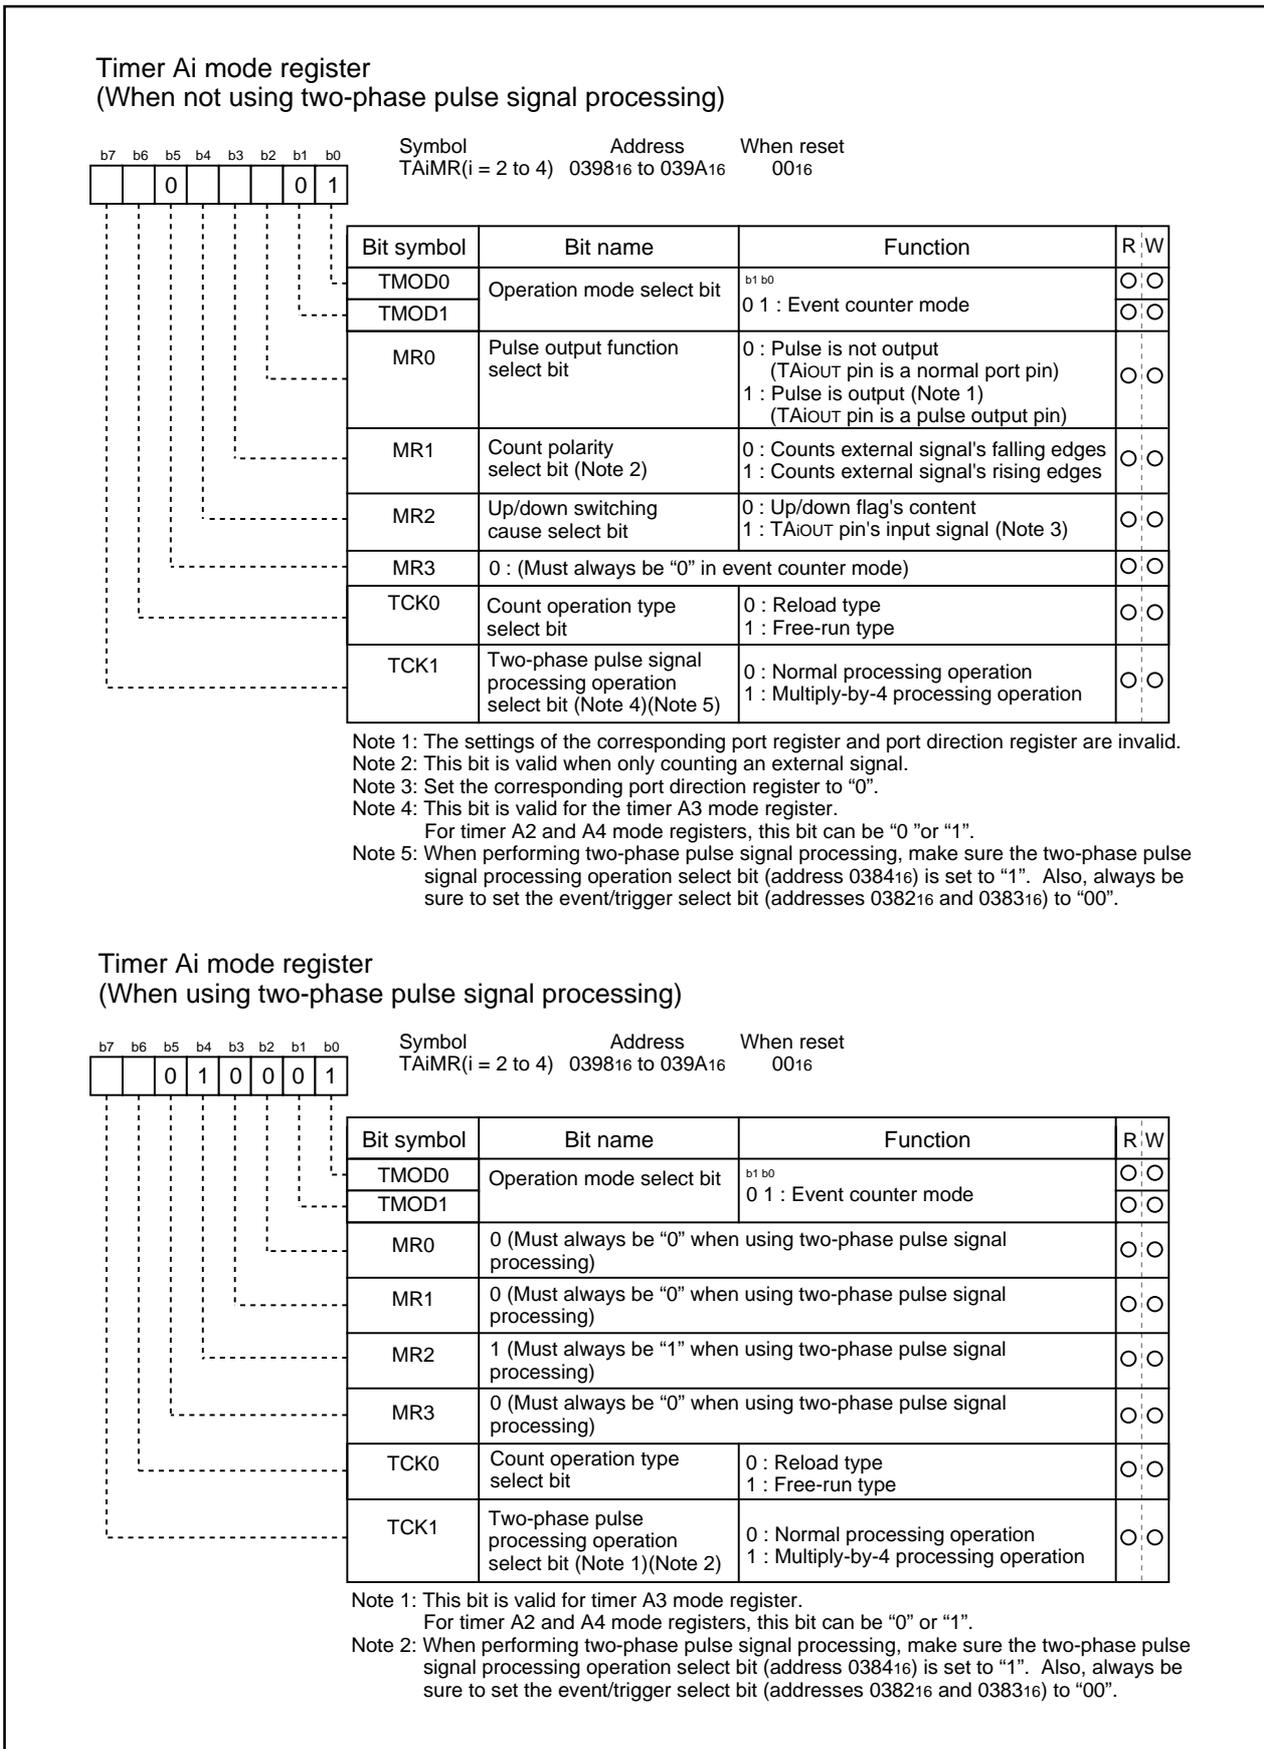 Timer Ai mode register
(When not using two-phase pulse signal processing)
Symbol Address When reset
b7 b6 b5 b4 b3 b2 b1 b0
TAiMR(i = 2 to 4) 039816 to 039A16 0016
0 0 1
Bit symbol Bit name Function R W
TMOD0 Operation mode select bit b1 b0
0 1 : Event counter mode
TMOD1
MR0 Pulse output function
select bit
0 : Pulse is not output
(TAiOUT pin is a normal port pin)
1 : Pulse is output (Note 1)
(TAiOUT pin is a pulse output pin)
MR1 Count polarity
select bit (Note 2)
0 : Counts external signal's falling edges
1 : Counts external signal's rising edges
MR2 Up/down switching
cause select bit
0 : Up/down flag's content
1 : TAiOUT pin's input signal (Note 3)
MR3 0 : (Must always be “0” in event counter mode)
TCK0 Count operation type
select bit
0 : Reload type
1 : Free-run type
TCK1 Two-phase pulse signal
processing operation
select bit (Note 4)(Note 5)
0 : Normal processing operation
1 : Multiply-by-4 processing operation
Note 1: The settings of the corresponding port register and port direction register are invalid.
Note 2: This bit is valid when only counting an external signal.
Note 3: Set the corresponding port direction register to “0”.
Note 4: This bit is valid for the timer A3 mode register.
For timer A2 and A4 mode registers, this bit can be “0 ”or “1”.
Note 5: When performing two-phase pulse signal processing, make sure the two-phase pulse
signal processing operation select bit (address 038416) is set to “1”. Also, always be
sure to set the event/trigger select bit (addresses 038216 and 038316) to “00”.
Timer Ai mode register
(When using two-phase pulse signal processing)
Symbol Address When reset
b7 b6 b5 b4 b3 b2 b1 b0
TAiMR(i = 2 to 4) 039816 to 039A16 0016
0 1 0 0 0 1
Bit symbol Bit name Function R W
TMOD0 Operation mode select bit b1 b0
0 1 : Event counter mode
TMOD1
MR0 0 (Must always be “0” when using two-phase pulse signal
processing)
MR1 0 (Must always be “0” when using two-phase pulse signal
processing)
MR2 1 (Must always be “1” when using two-phase pulse signal
processing)
MR3 0 (Must always be “0” when using two-phase pulse signal
processing)
TCK0 Count operation type
select bit
0 : Reload type
1 : Free-run type
TCK1 Two-phase pulse
processing operation
select bit (Note 1)(Note 2)
0 : Normal processing operation
1 : Multiply-by-4 processing operation
Note 1: This bit is valid for timer A3 mode register.
For timer A2 and A4 mode registers, this bit can be “0” or “1”.
Note 2: When performing two-phase pulse signal processing, make sure the two-phase pulse
signal processing operation select bit (address 038416) is set to “1”. Also, always be
sure to set the event/trigger select bit (addresses 038216 and 038316) to “00”.